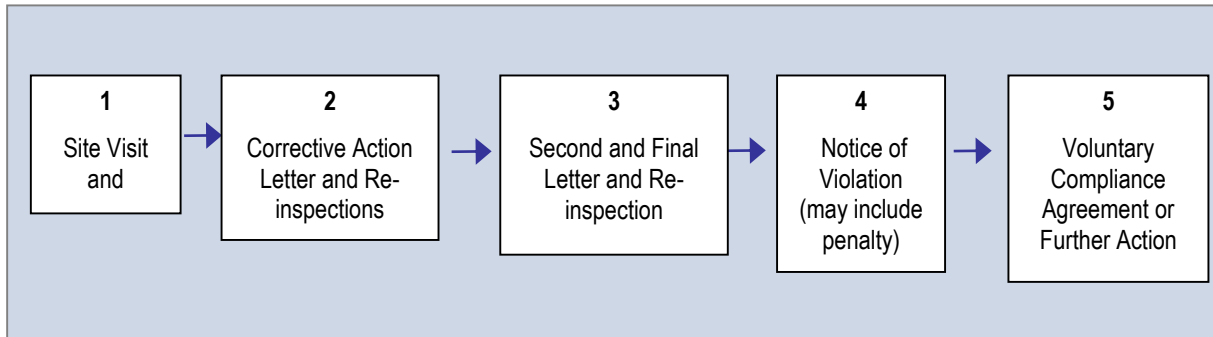 1
Site Visit
and
2
Corrective Action
Letter and Re-
inspections
3
Second and Final
Letter and Re-
inspection
4
Notice of
Violation
(may include
penalty)
5
Voluntary
Compliance
Agreement or
Further Action